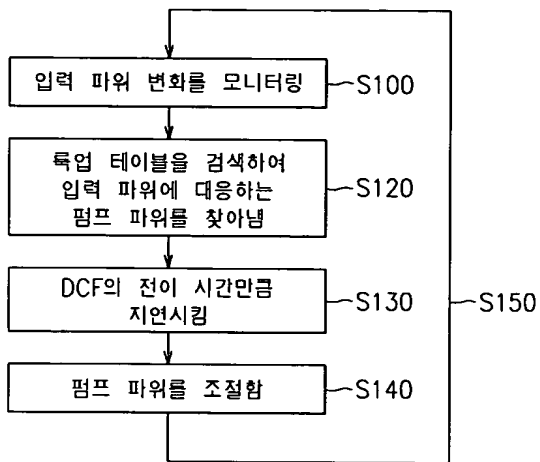 입력 파워 변화를 모니터링
S100
룩업 테이블을 검색하여
입력 파워에 대응하는
펌프 파워를 찾아냄
S120
DCF의 전이 시간만큼
지연시킴
S130
S150
펌프 파워를 조절함
S140